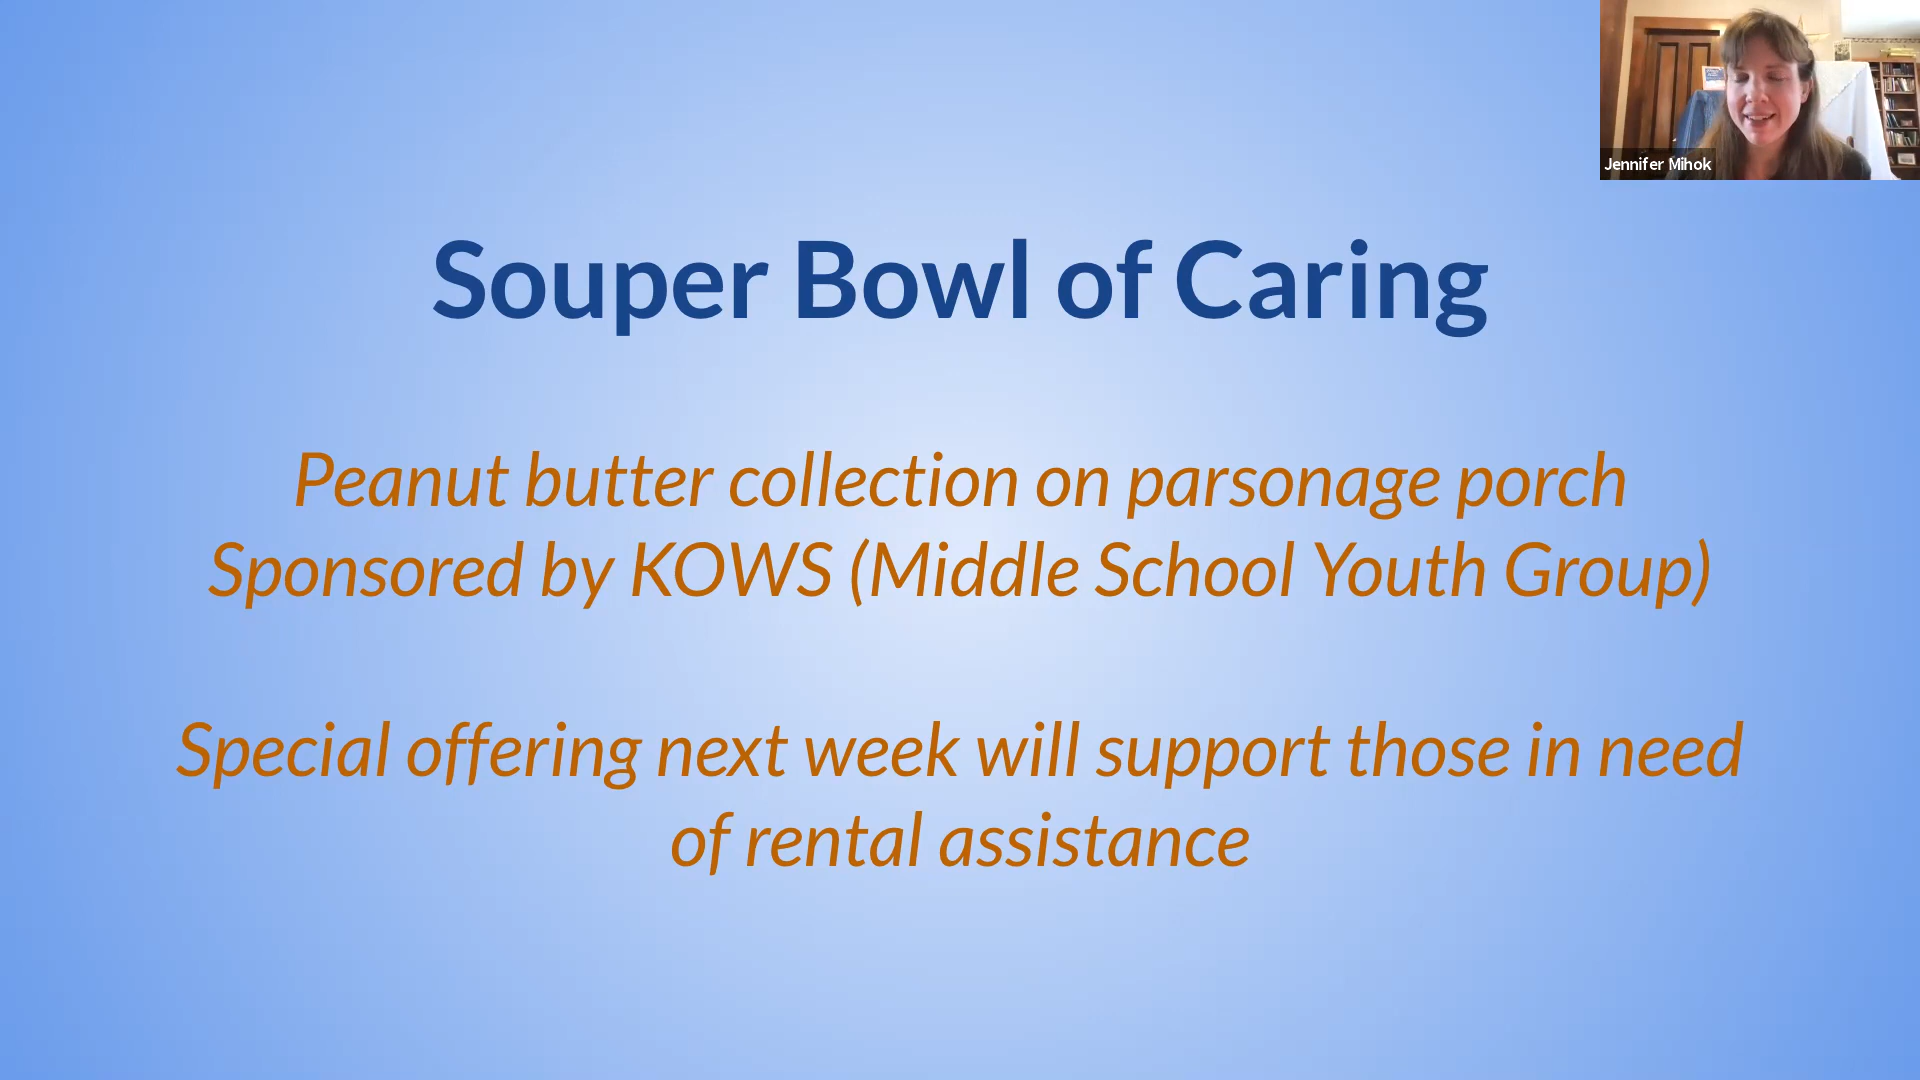 Jennifer Mihok
Souper Bowl of Caring
Peanut butter collection on parsonage porch
Sponsored by KOWS (Middle School Youth Group)
Special offering next week will support those in need
of rental assistance